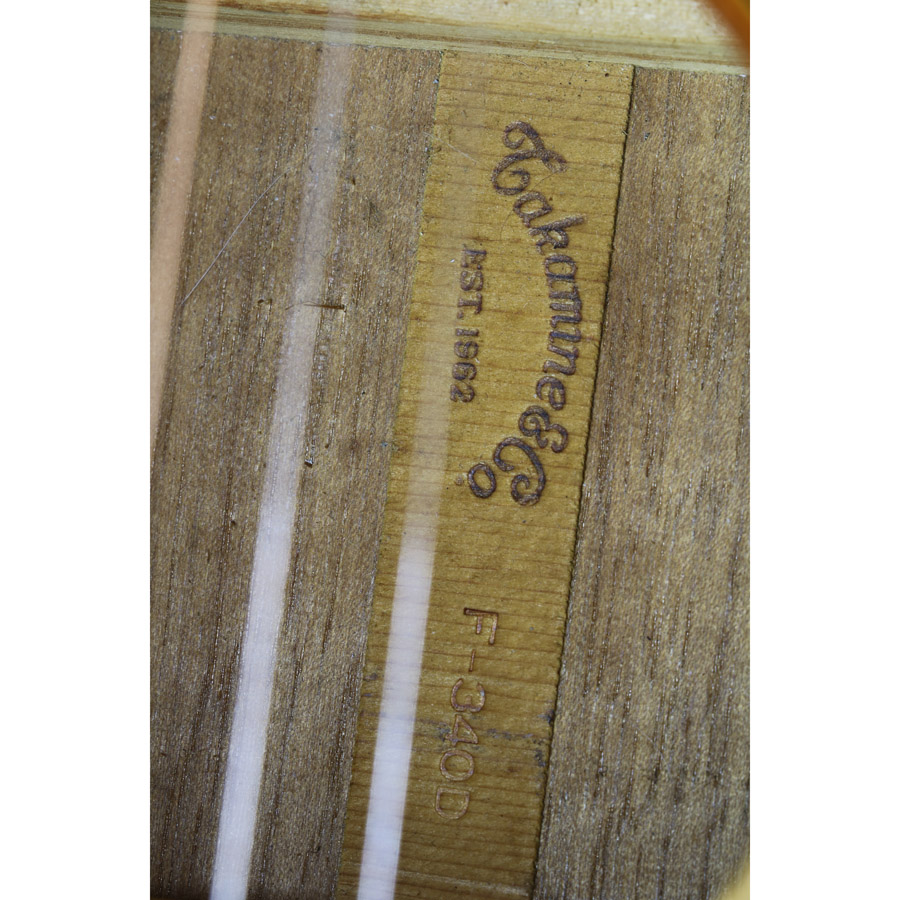 Takamine & Co
EST. 1962
F-340D